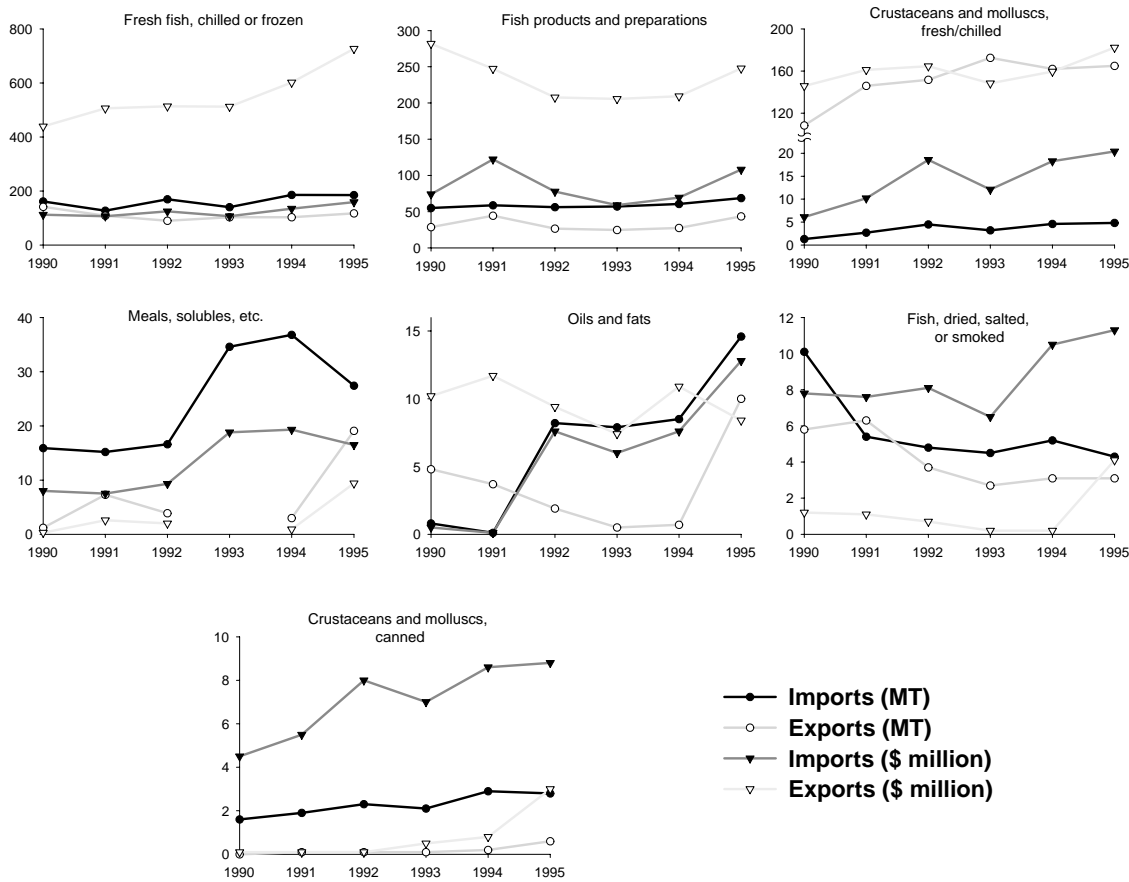 Fresh fish, chilled or frozen
800
600
400
200
0
1990 1991 1992 1993 1994 1995
Fish products and preparations
300
250
200
150
100
50
0
1990 1991 1992 1993 1994 1995
Crustaceans and molluscs,
fresh/chilled
200
160
120
20
15
10
5
0
1990 1991 1992 1993 1994 1995
Meals, solubles, etc.
40
30
20
10
0
1990 1991 1992 1993 1994 1995
Oils and fats
15
10
5
0
1990 1991 1992 1993 1994 1995
Fish, dried, salted,
or smoked
12
10
8
6
4
2
0
1990 1991 1992 1993 1994 1995
Crustaceans and molluscs,
canned
10
8
6
4
2
0
1990 1991 1992 1993 1994 1995
Imports (MT)
Exports (MT)
Imports ($ million)
Exports ($ million)